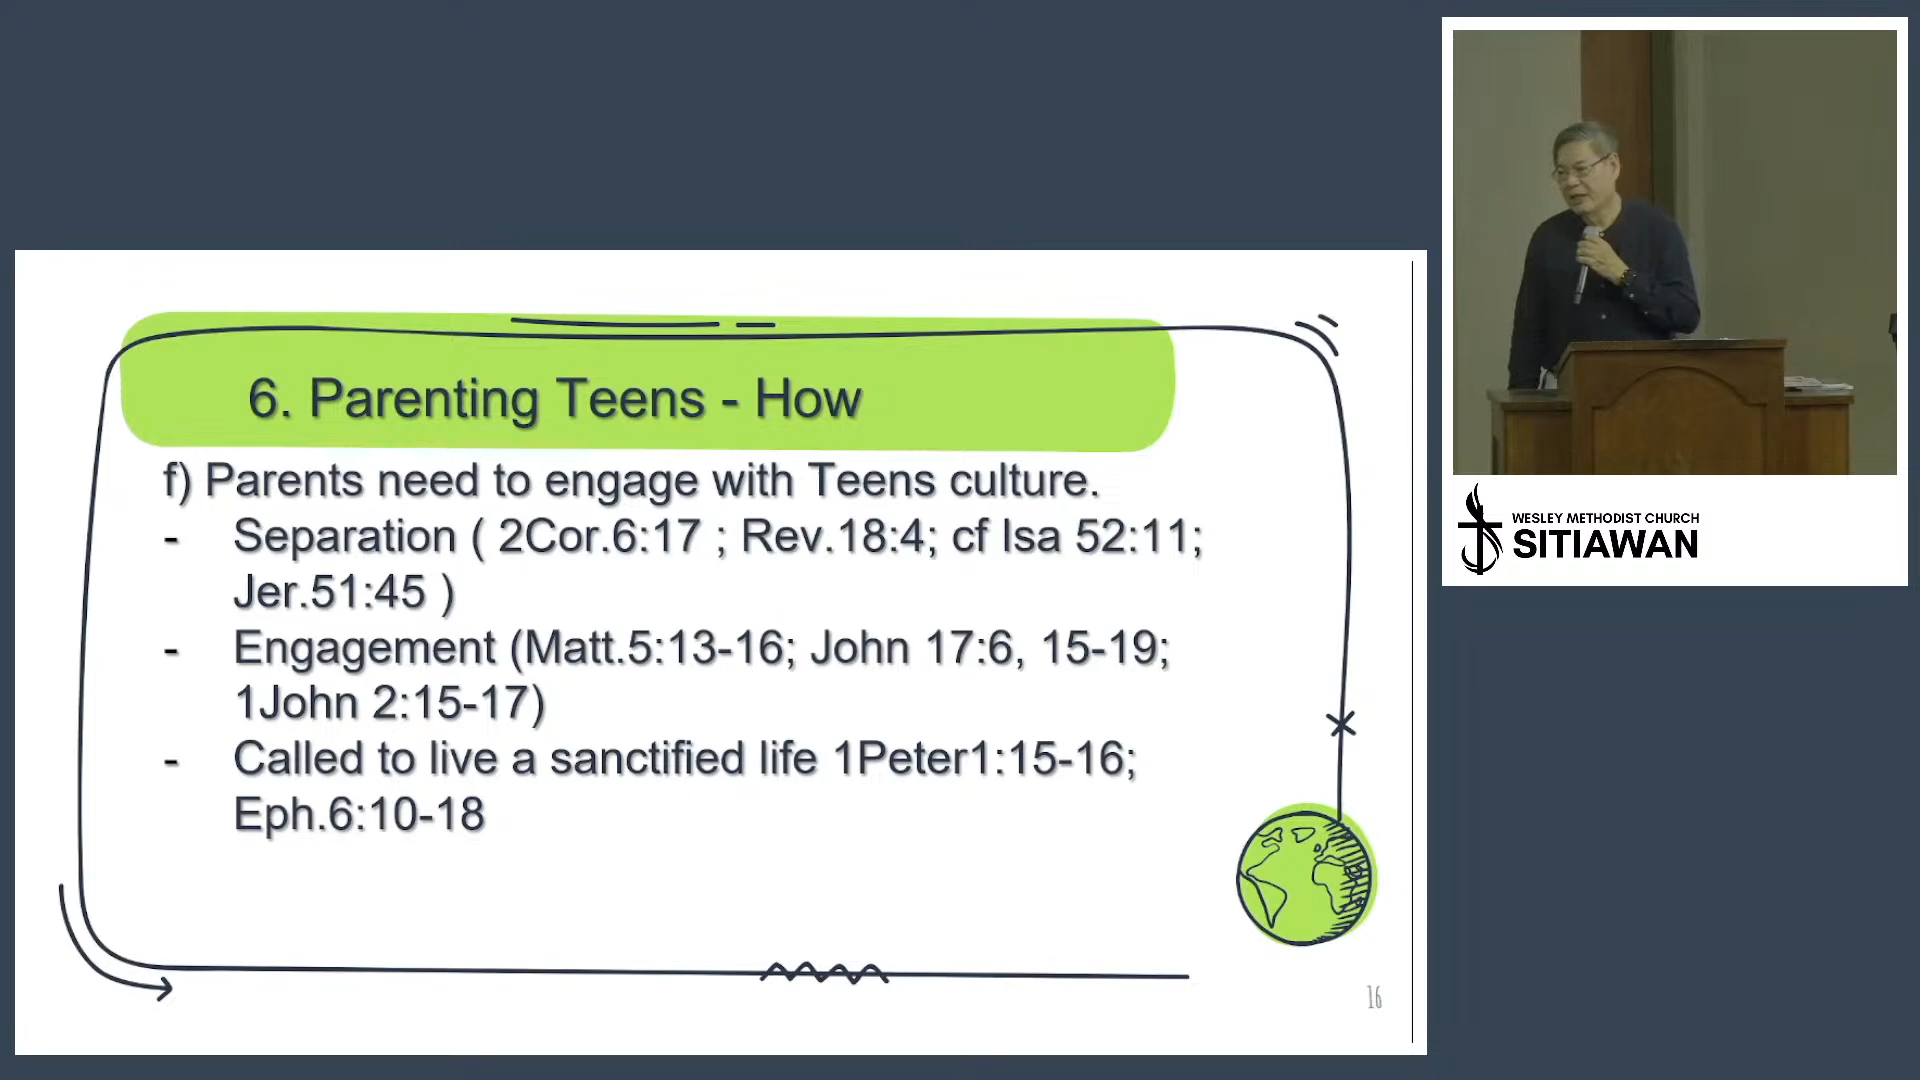 6. Parenting Teens - How
f) Parents need to engage with Teens culture.
- Separation ( 2Cor.6:17 ; Rev.18:4; cf Isa 52:11;
Jer.51:45 )
- Engagement (Matt.5:13-16; John 17:6, 15-19;
1John 2:15-17)
- Called to live a sanctified life 1Peter1:15-16;
Eph.6:10-18
16
WESLEY METHODIST CHURCH
SITIAWAN